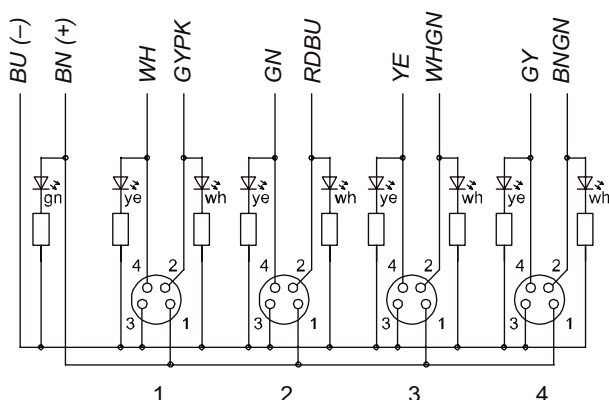 BU (–) BN (+) WH GYPK GN RDBU YE WHGN GY BNGN
gn ye wh ye wh ye wh ye wh
4 2 4 2 4 2 4 2
3 1 3 1 3 1 3 1
1 2 3 4